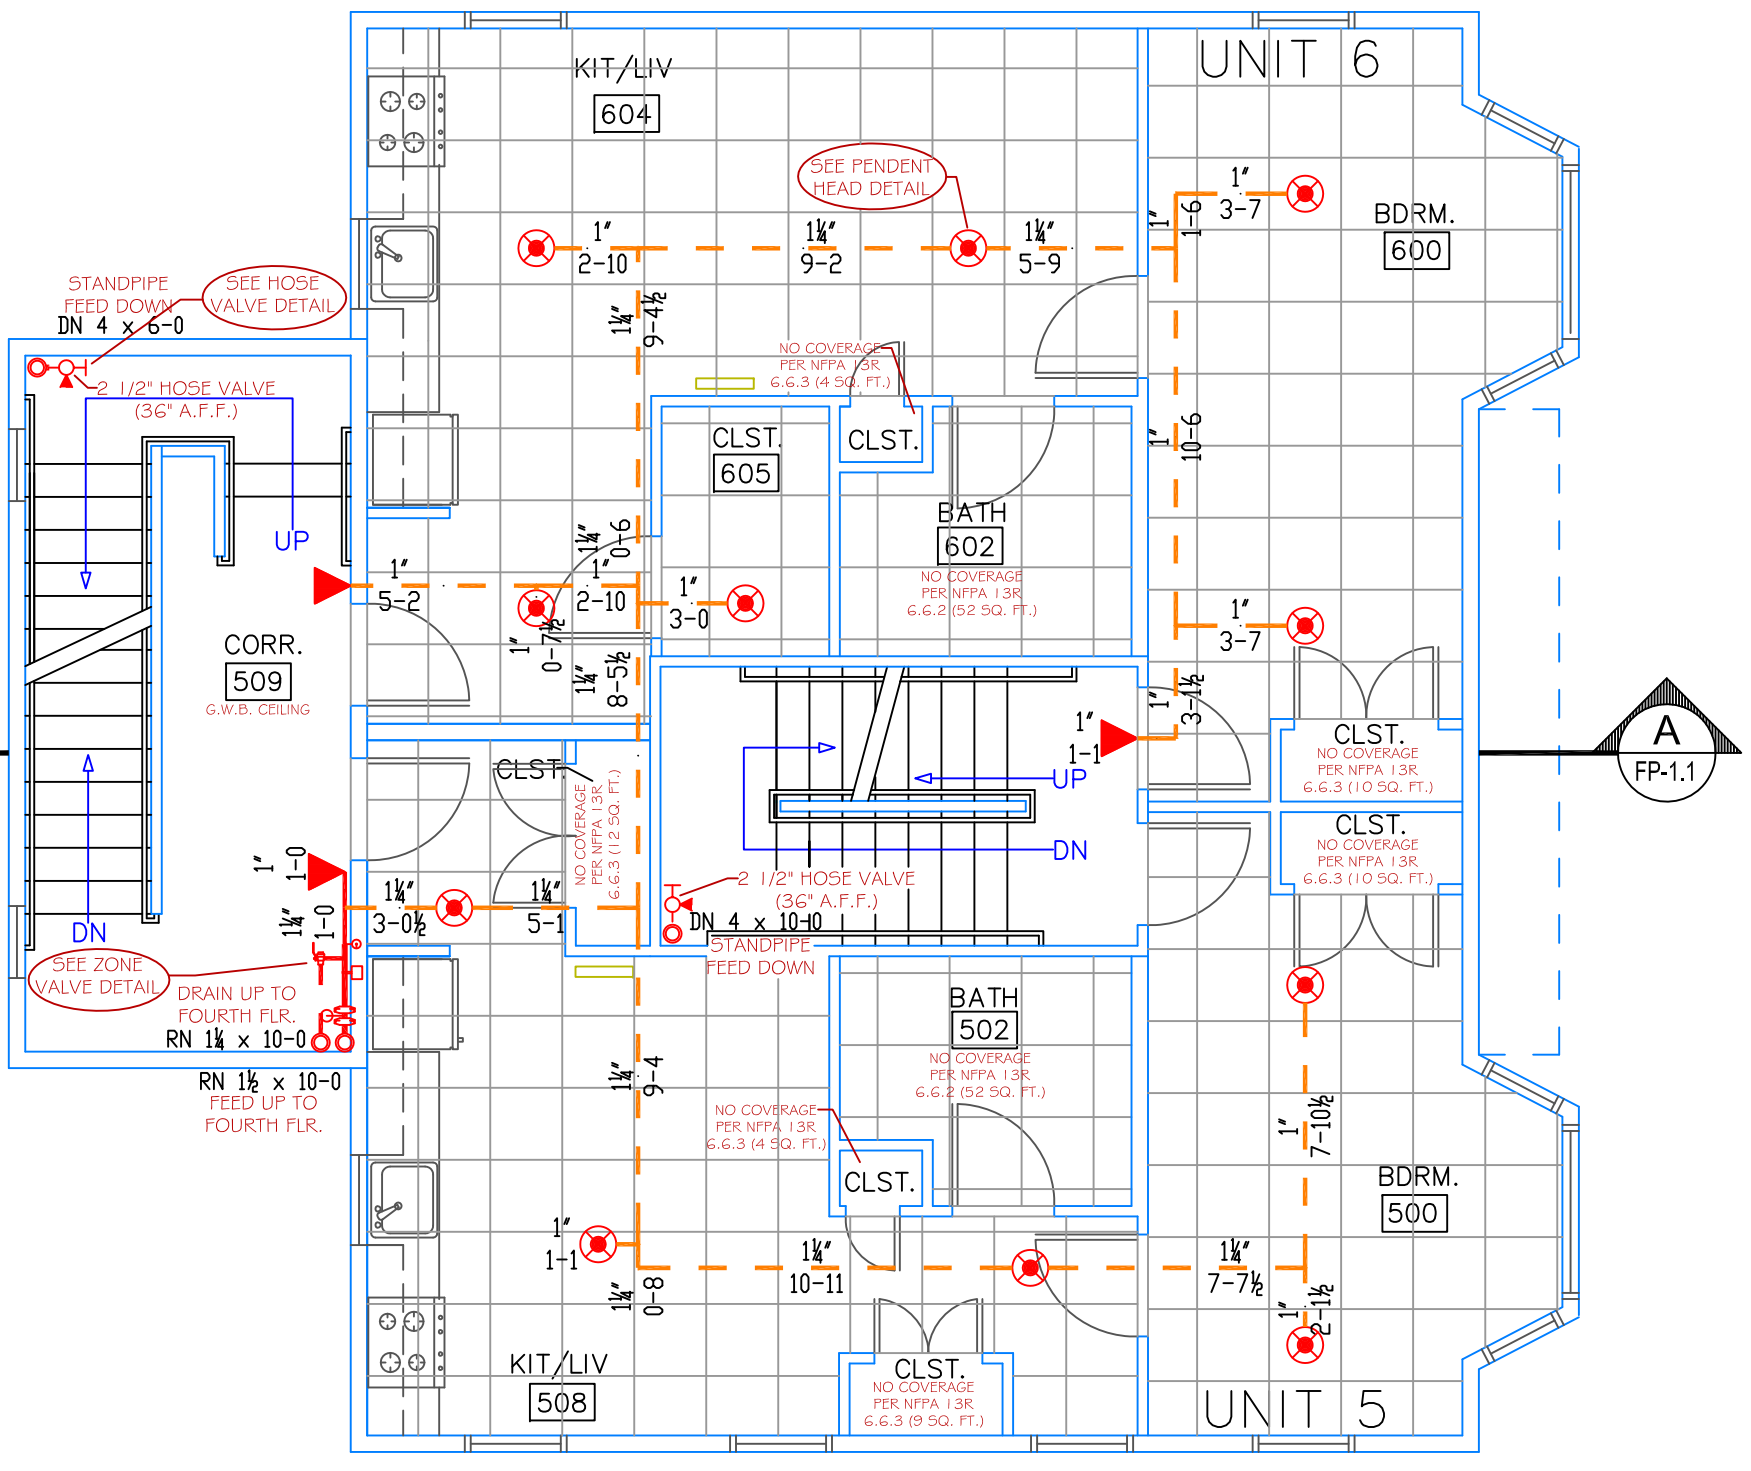 UNIT 6
KIT/LIV
604
SEE PENDENT
HEAD DETAIL
1"
3-7
1"
1-6
BDRM.
600
1"
2-10
1¼"
9-2
1¼"
5-9
STANDPIPE
FEED DOWN
DN 4 x 6-0
SEE HOSE
VALVE DETAIL
1¼"
9-4½
NO COVERAGE
PER NFPA 13R
6.6.3 (4 SQ. FT.)
2 1/2" HOSE VALVE
(36" A.F.F.)
CLST.
605
CLST.
1"
10-6
BATH
602
NO COVERAGE
PER NFPA 13R
6.6.2 (52 SQ. FT.)
UP
1¼"
0-6
1"
5-2
1"
2-10
1"
3-0
1"
0-7½
1"
3-7
CORR.
509
G.W.B. CEILING
1¼"
8-5½
1"
3-1½
1"
1-1
CLST.
NO COVERAGE
PER NFPA 13R
6.6.3 (10 SQ. FT.)
A
FP-1.1
CLST.
NO COVERAGE
PER NFPA 13R
6.6.3 (12 SQ. FT.)
UP
DN
CLST.
NO COVERAGE
PER NFPA 13R
6.6.3 (10 SQ. FT.)
1"
1-0
1¼"
3-0½
1¼"
5-1
2 1/2" HOSE VALVE
(36" A.F.F.)
DN 4 x 10-0
STANDPIPE
FEED DOWN
1¼"
1-0
DN
SEE ZONE
VALVE DETAIL
DRAIN UP TO
FOURTH FLR.
RN 1¼ x 10-0
RN 1½ x 10-0
FEED UP TO
FOURTH FLR.
BATH
502
NO COVERAGE
PER NFPA 13R
6.6.2 (52 SQ. FT.)
1¼"
9-4
NO COVERAGE
PER NFPA 13R
6.6.3 (4 SQ. FT.)
CLST.
1"
7-10½
BDRM.
500
1"
1-1
1¼"
0-8
1¼"
10-11
1¼"
7-7½
1"
2-1½
KIT/LIV
508
CLST.
NO COVERAGE
PER NFPA 13R
6.6.3 (9 SQ. FT.)
UNIT 5